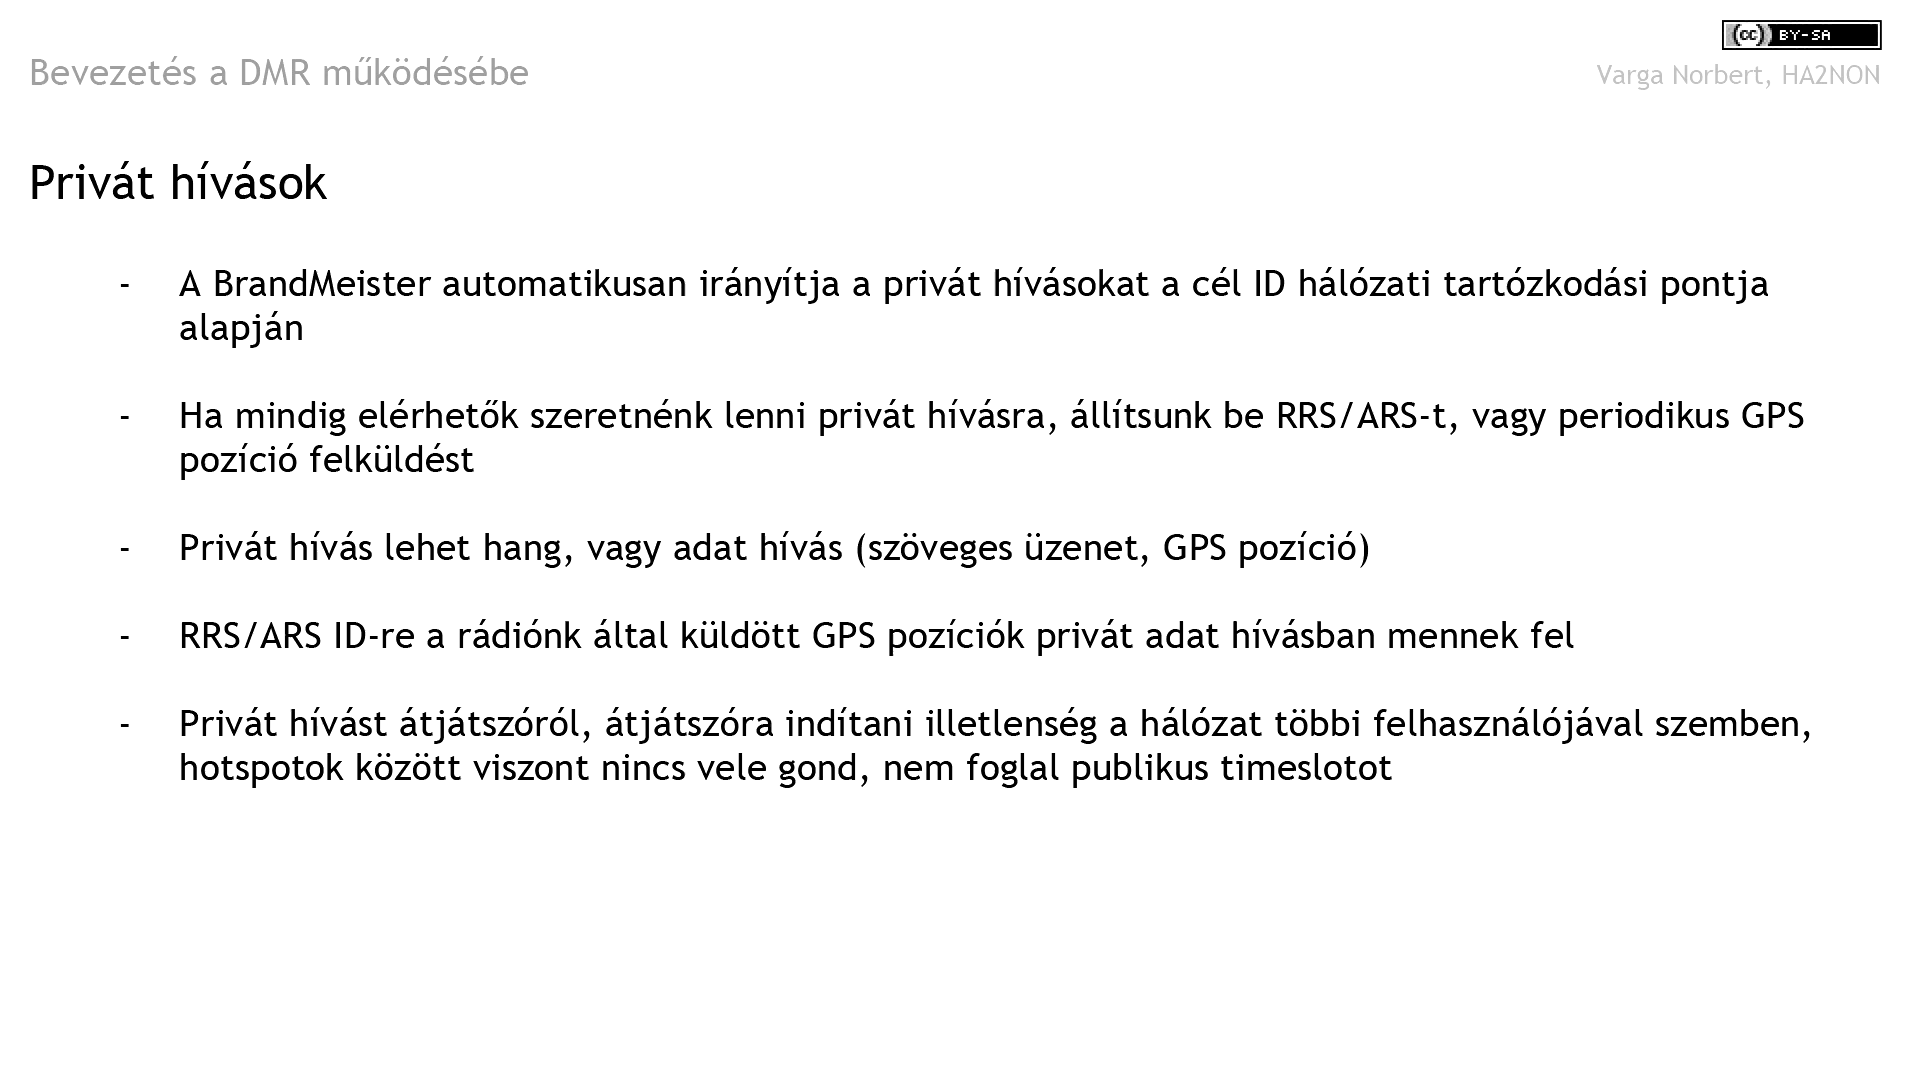 Bevezetés a DMR működésébe
(cc) BY-SA
Varga Norbert, HA2NON
Privát hívások
- A BrandMeister automatikusan irányítja a privát hívásokat a cél ID hálózati tartózkodási pontja
alapján
- Ha mindig elérhetők szeretnénk lenni privát hívásra, állítsunk be RRS/ARS-t, vagy periodikus GPS
pozíció felküldést
- Privát hívás lehet hang, vagy adat hívás (szöveges üzenet, GPS pozíció)
- RRS/ARS ID-re a rádiónk által küldött GPS pozíciók privát adat hívásban mennek fel
- Privát hívást átjátszóról, átjátszóra indítani illetlenség a hálózat többi felhasználójával szemben,
hotspotok között viszont nincs vele gond, nem foglal publikus timeslotot